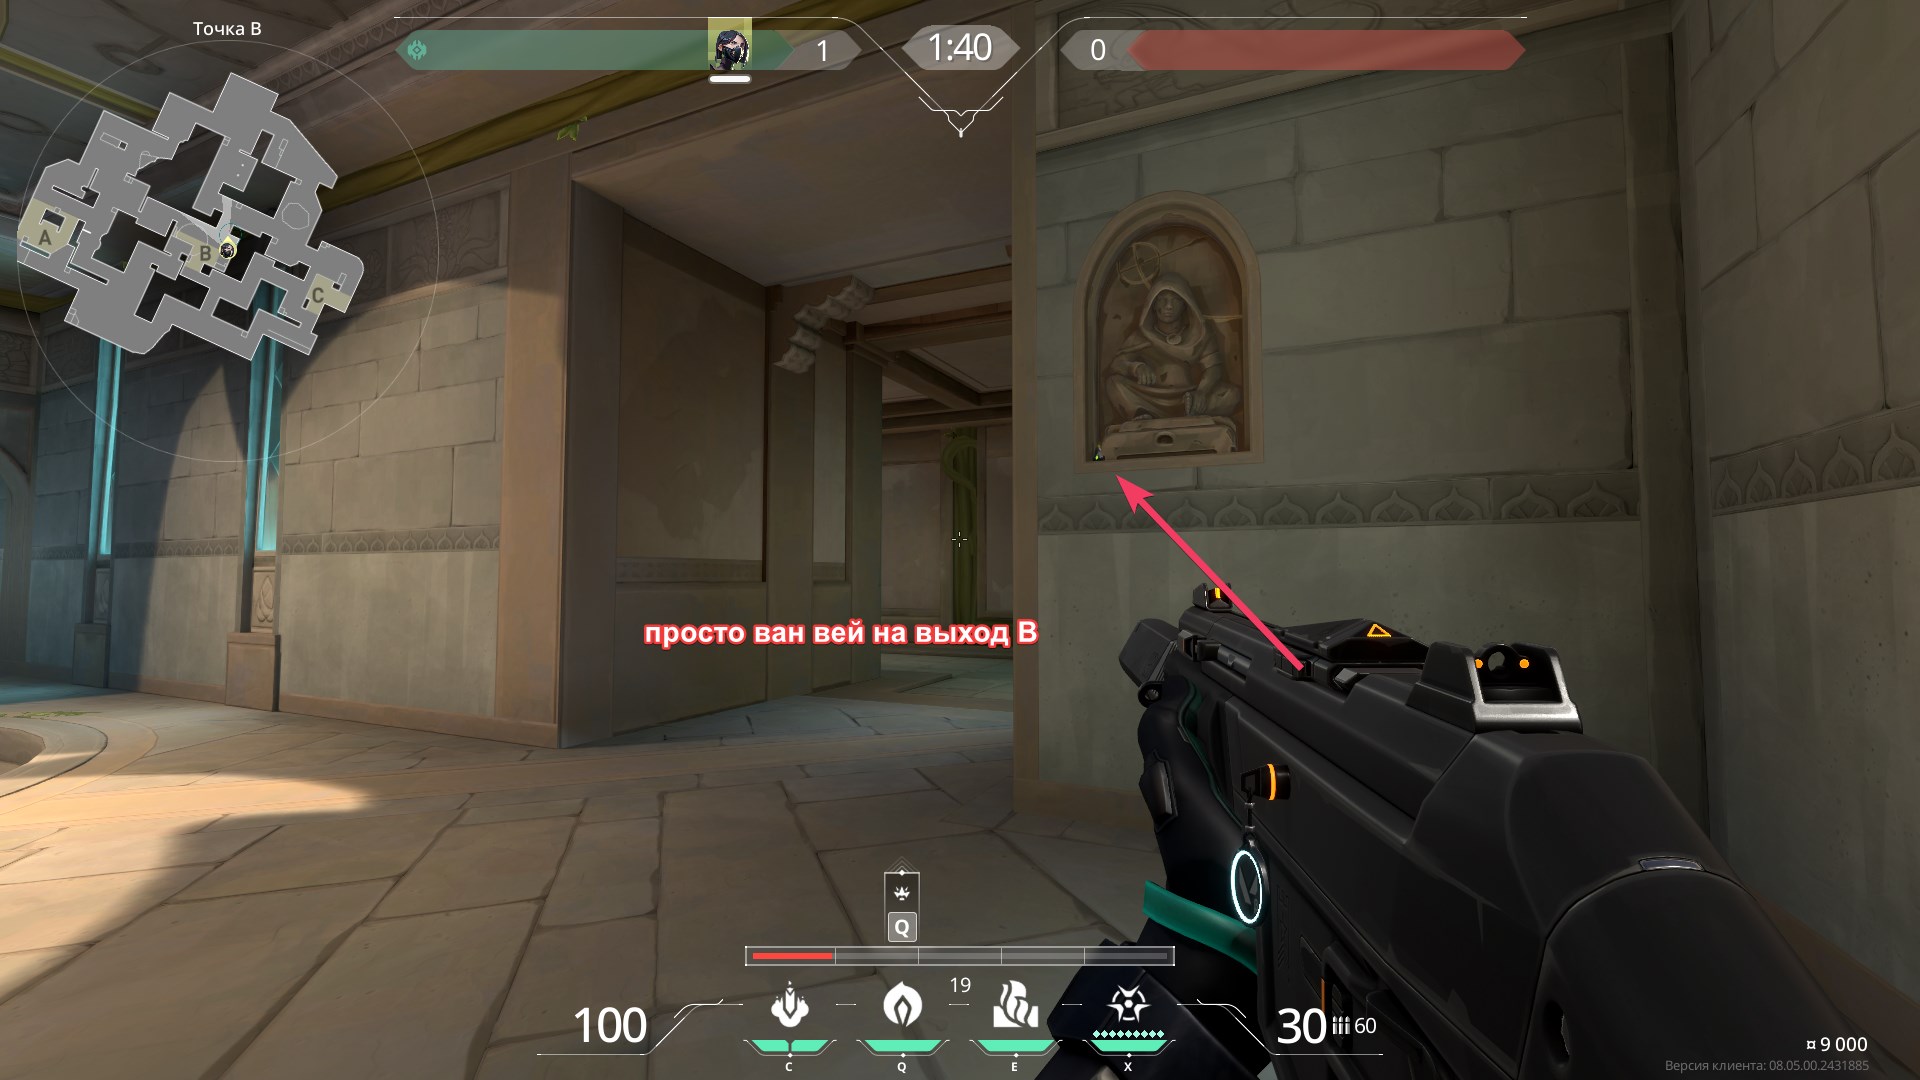 Точка B
1
1:40
0
A
B
C
просто ван вей на выход B
Q
19
100
30
60
C
Q
E
X
¤ 9 000
Версия клиента: 08.05.00.2431885